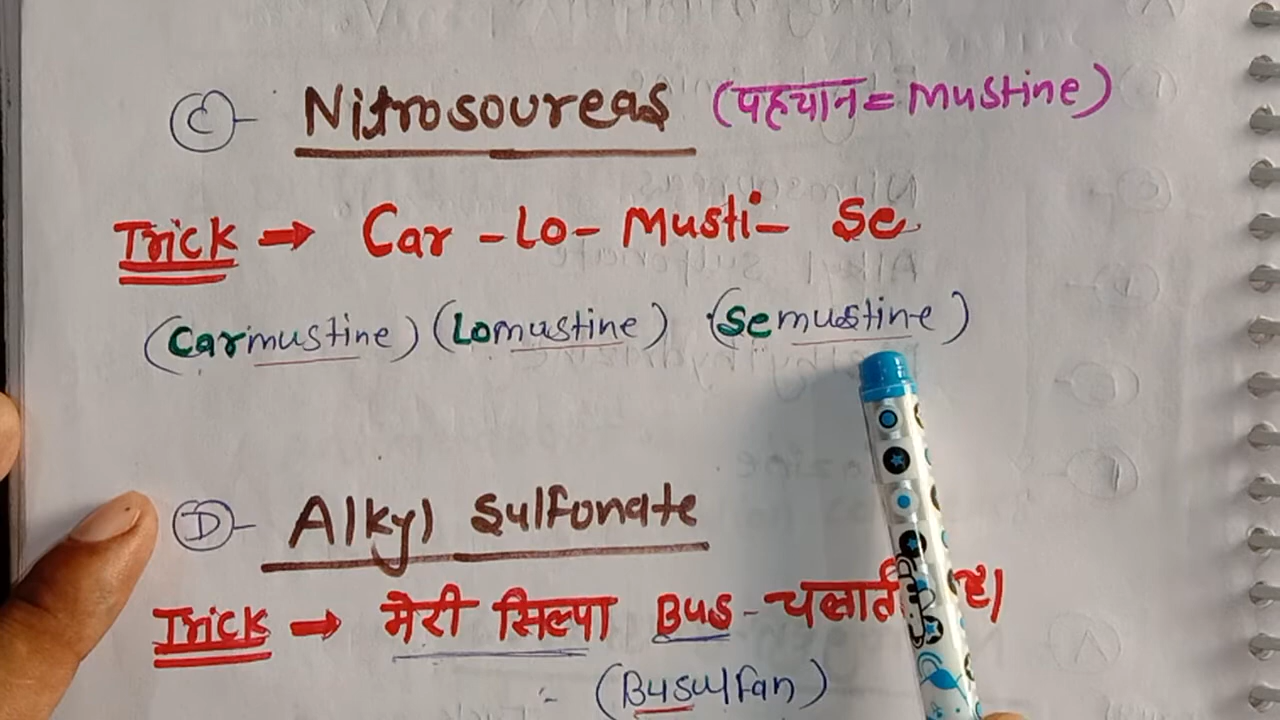 C- Nitrosoureas (पहचान = mustine)
Trick → Car - Lo - Musti - Se
(Carmustine) (Lomustine) (Semustine)
D- Alkyl Sulfonate
Trick → मेरी सिल्पा Bus - चलाती है।
:- (Busulfan)